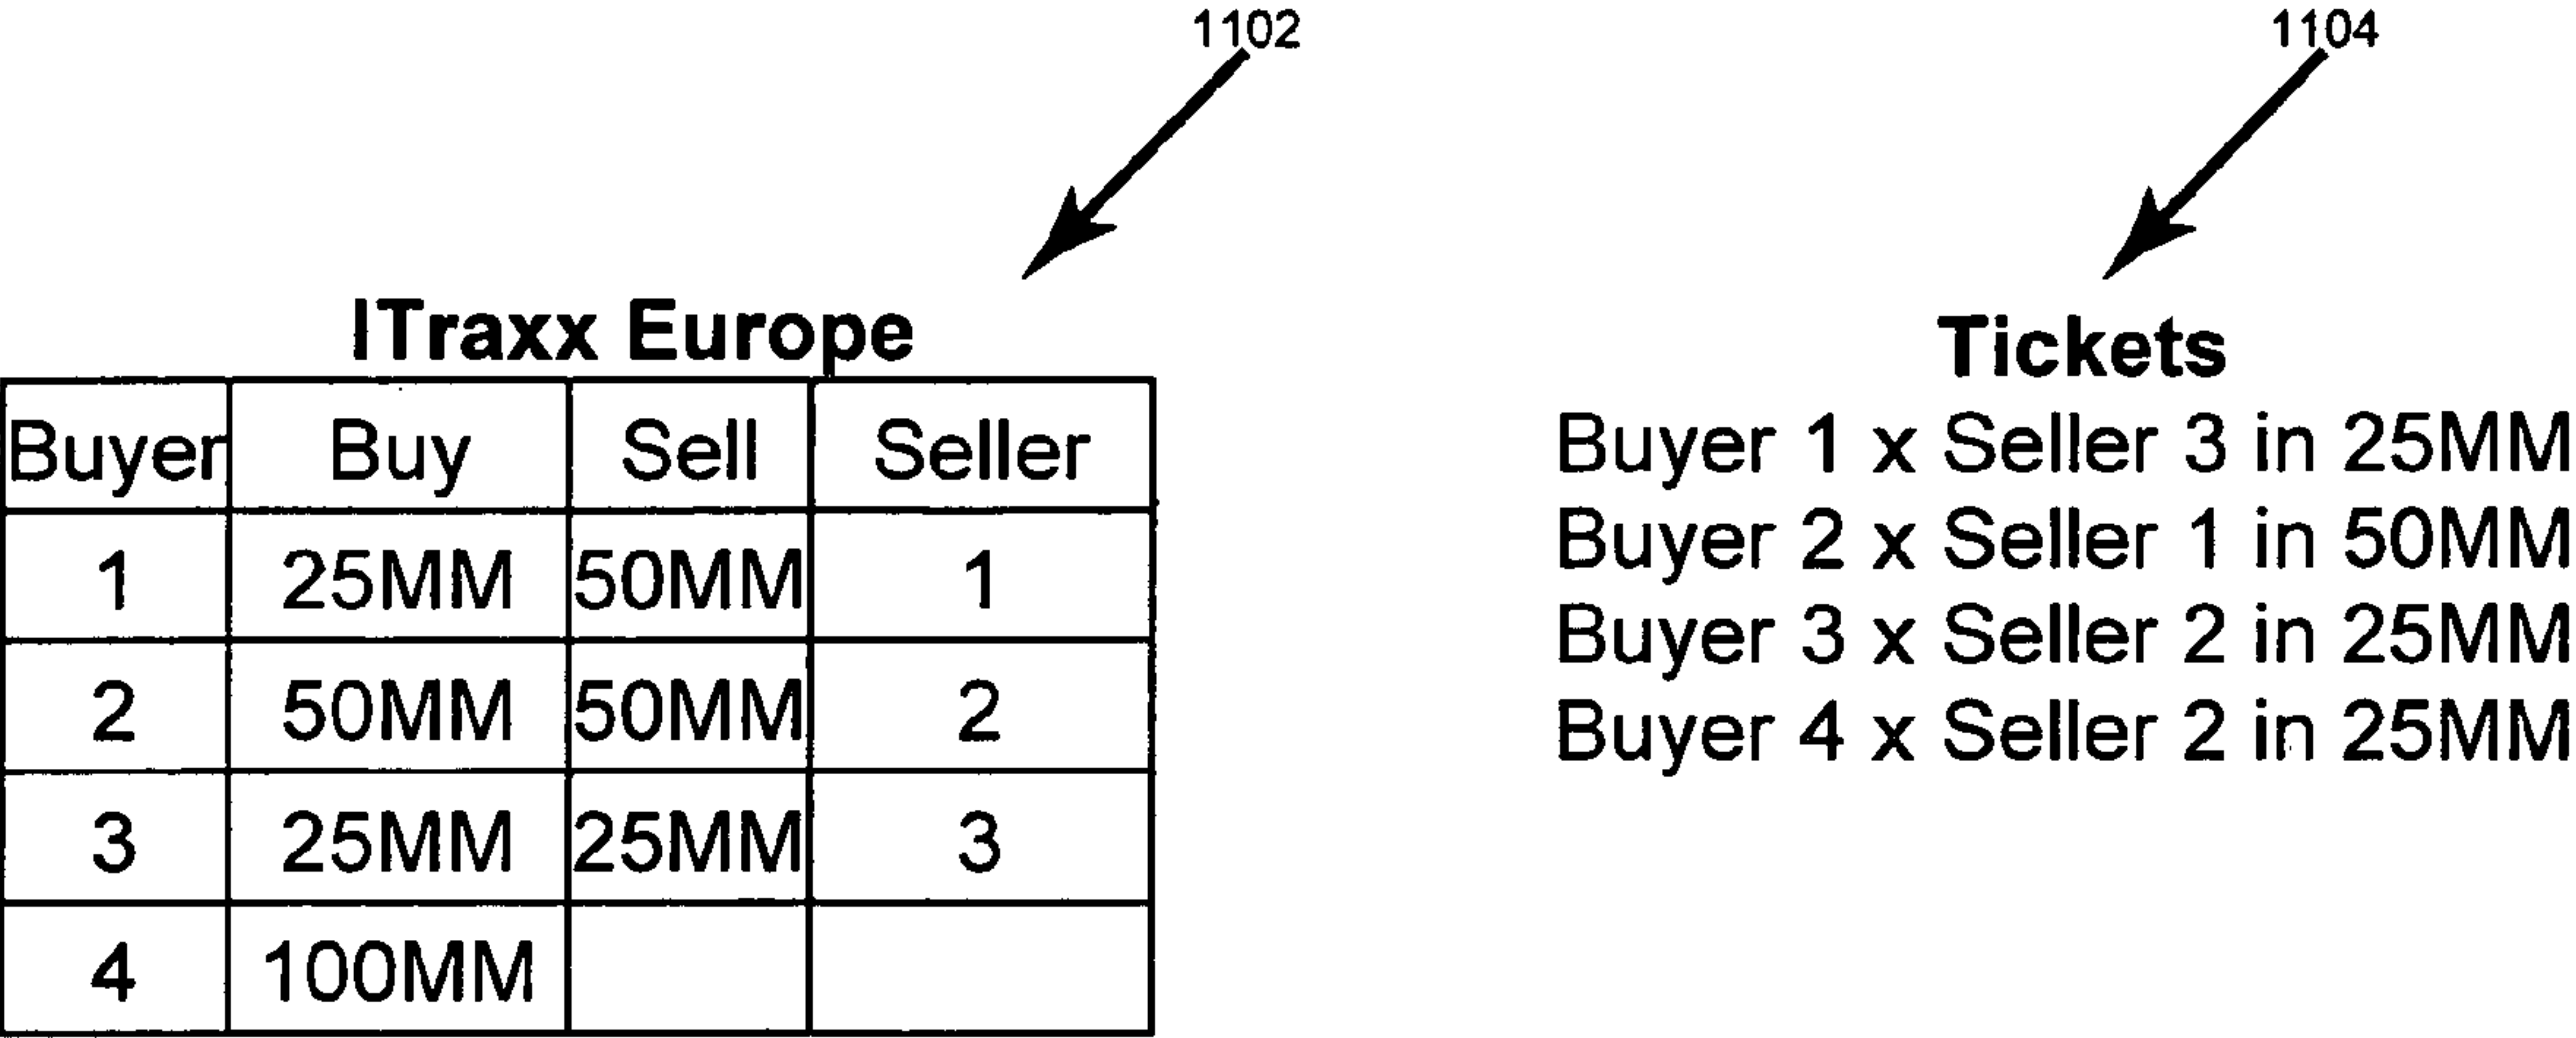 1102
1104
ITraxx Europe
Buyer Buy Sell Seller
1 25MM 50MM 1
2 50MM 50MM 2
3 25MM 25MM 3
4 100MM
Tickets
Buyer 1 x Seller 3 in 25MM
Buyer 2 x Seller 1 in 50MM
Buyer 3 x Seller 2 in 25MM
Buyer 4 x Seller 2 in 25MM